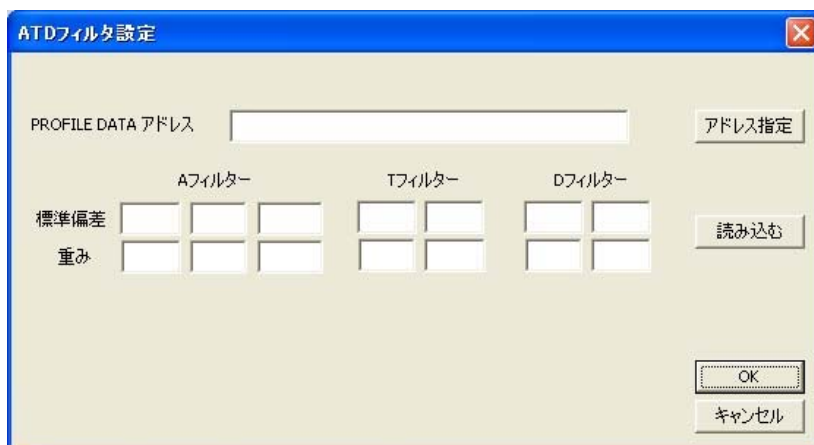 ATDフィルタ設定
PROFILE DATA アドレス
アドレス指定
Aフィルター Tフィルター Dフィルター
標準偏差
読み込む
重み
OK
キャンセル